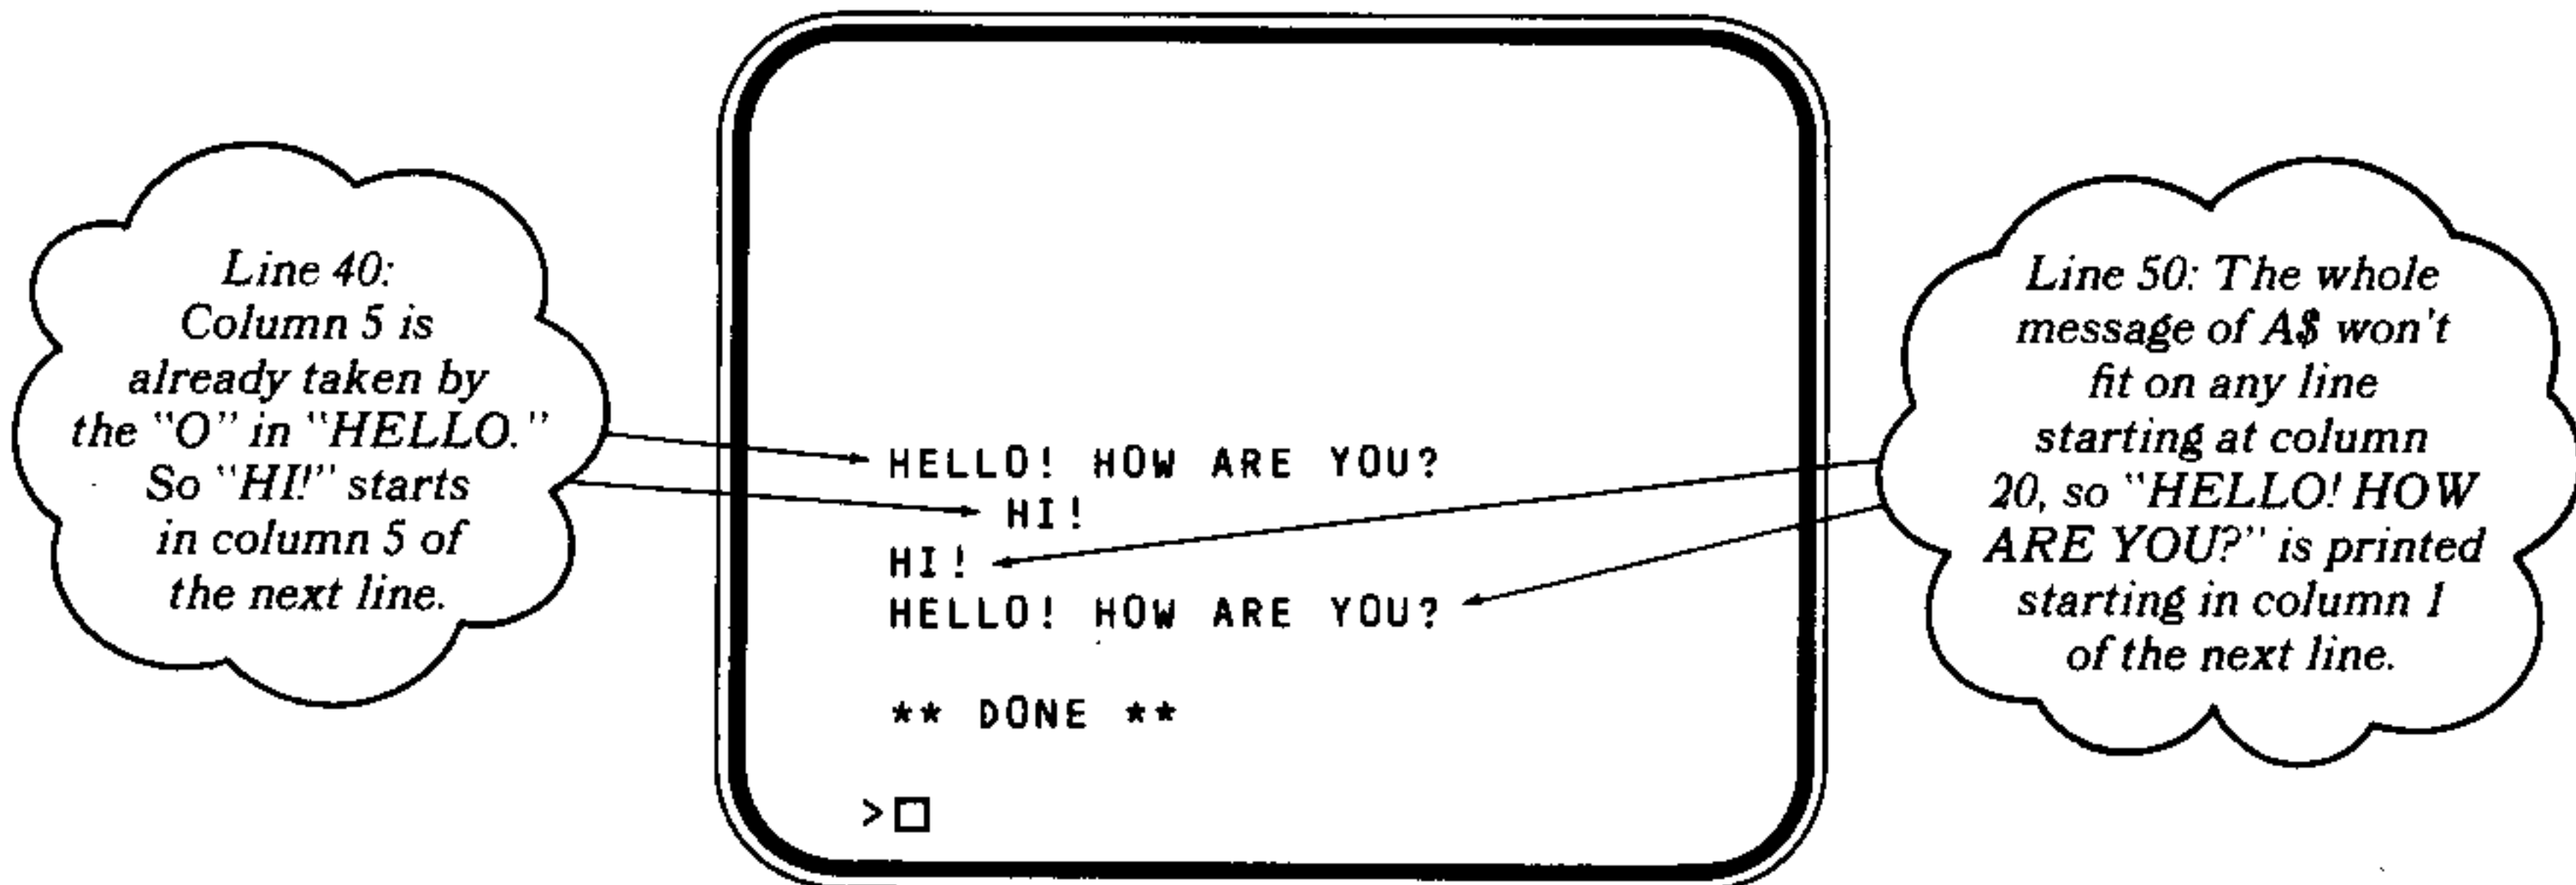 Line 40:
Column 5 is
already taken by
the "O" in "HELLO."
So "HI!" starts
in column 5 of
the next line.
HELLO! HOW ARE YOU?
HI!
HI!
HELLO! HOW ARE YOU?
** DONE **
>□
Line 50: The whole
message of A$ won't
fit on any line
starting at column
20, so "HELLO! HOW
ARE YOU?" is printed
starting in column 1
of the next line.